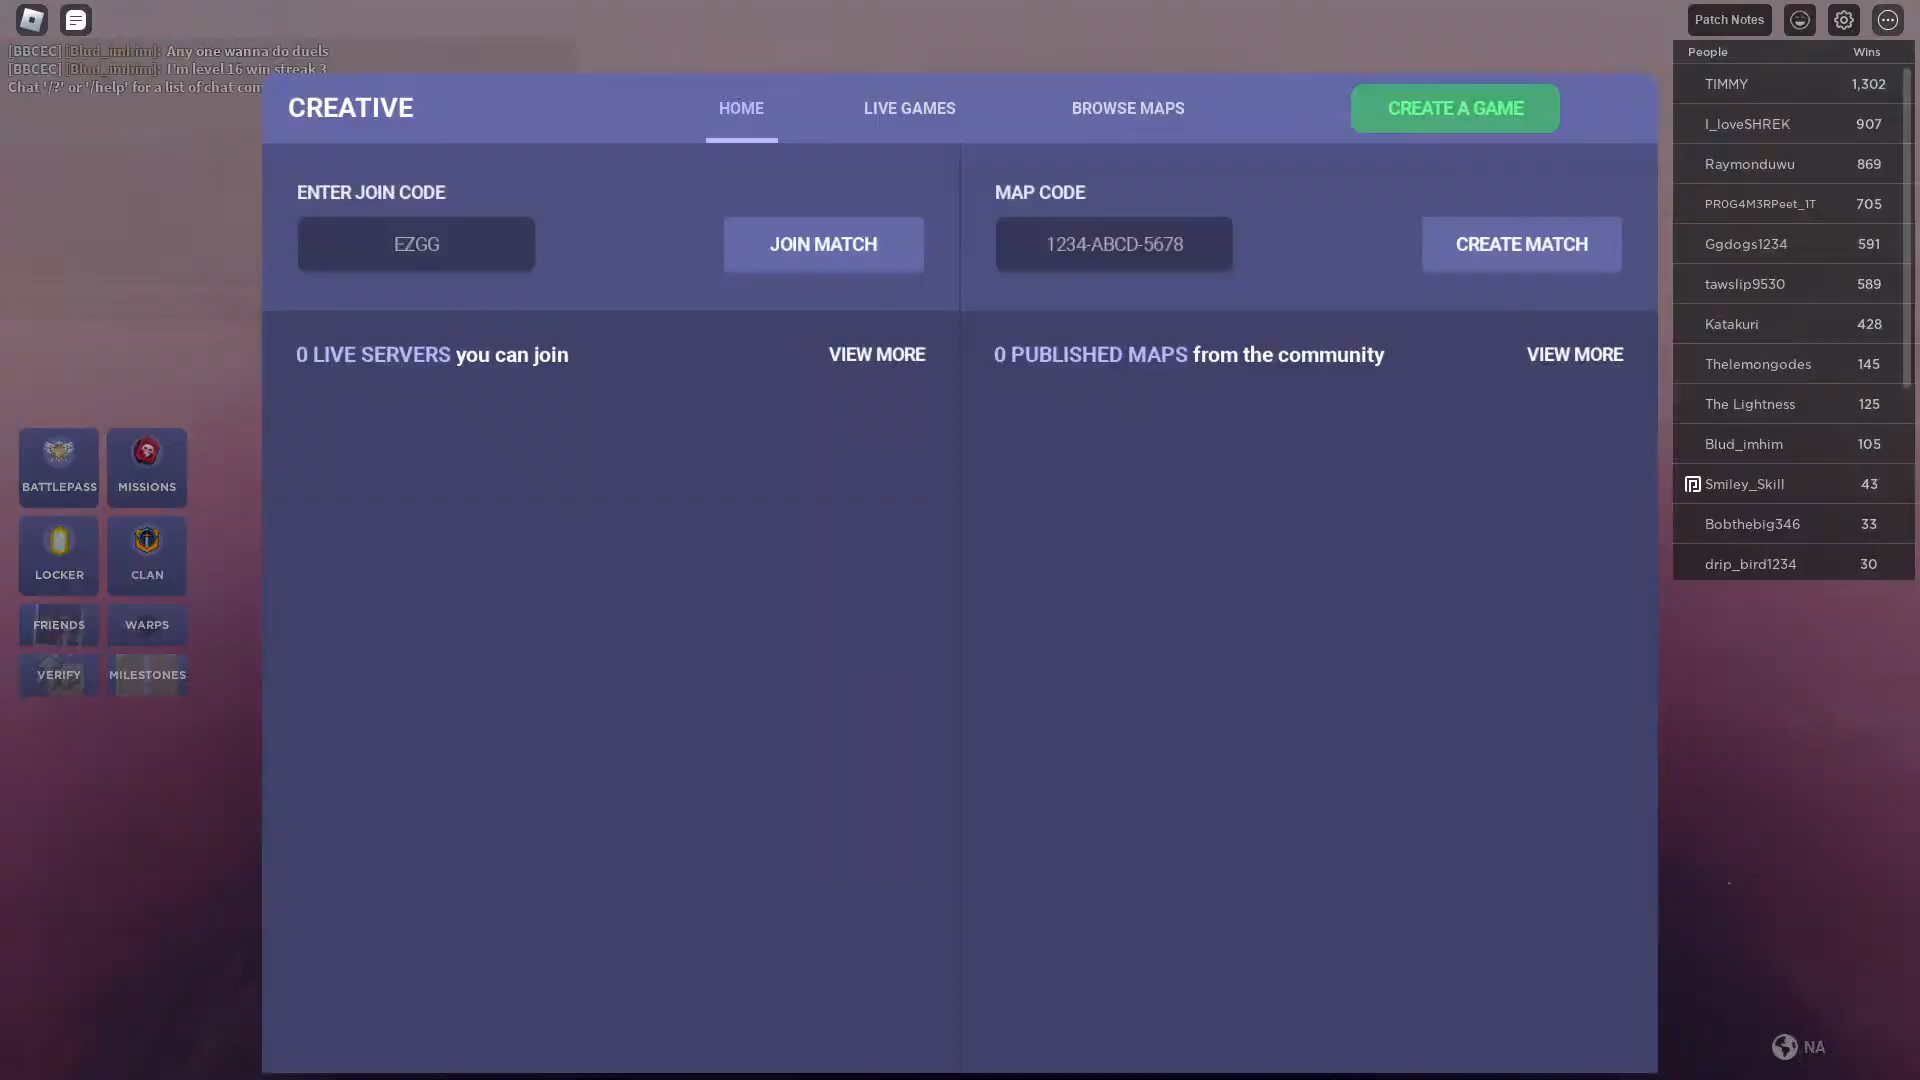 Patch Notes
[BBCEC] [Blud_imhim]: Any one wanna do duels
[BBCEC] [Blud_imhim]: I'm level 16 win streak 3
Chat '/?' or '/help' for a list of chat com
CREATIVE
HOME
LIVE GAMES
BROWSE MAPS
CREATE A GAME
ENTER JOIN CODE
EZGG
JOIN MATCH
MAP CODE
1234-ABCD-5678
CREATE MATCH
0 LIVE SERVERS you can join
VIEW MORE
0 PUBLISHED MAPS from the community
VIEW MORE
BATTLEPASS
MISSIONS
LOCKER
CLAN
FRIENDS
WARPS
VERIFY
MILESTONES
People Wins
TIMMY 1,302
I_loveSHREK 907
Raymonduwu 869
PR0G4M3RPeet_1T 705
Ggdogs1234 591
tawslip9530 589
Katakuri 428
Thelemongodes 145
The Lightness 125
Blud_imhim 105
Smiley_Skill 43
Bobthebig346 33
drip_bird1234 30
NA